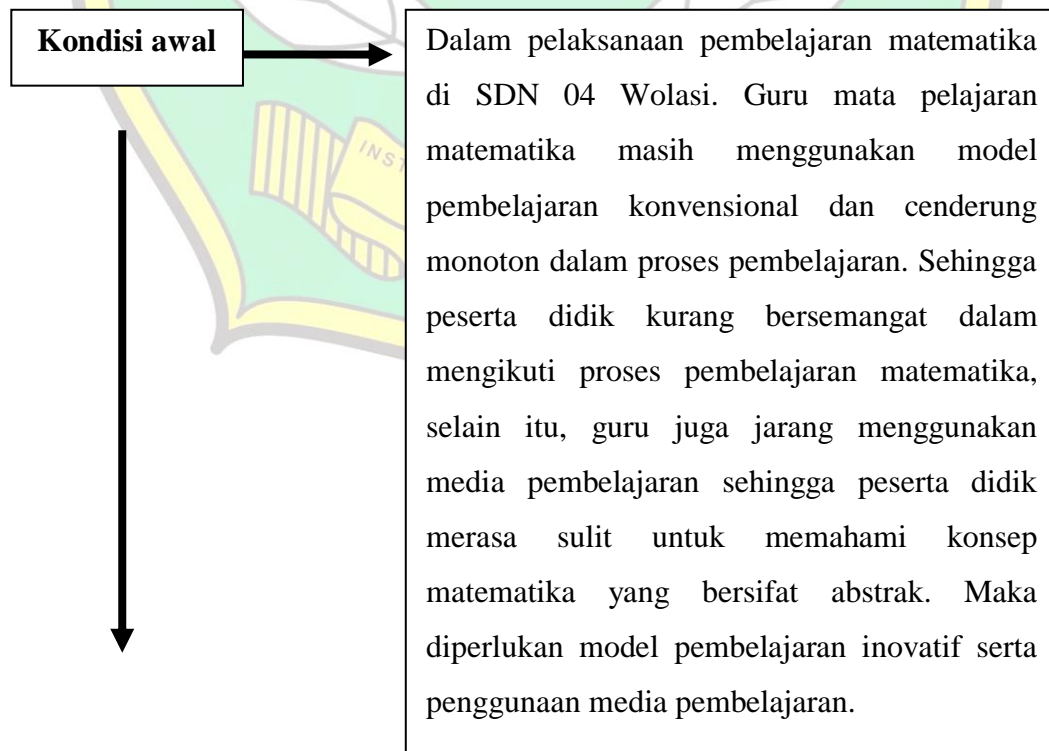 Kondisi awal
Dalam pelaksanaan pembelajaran matematika
di SDN 04 Wolasi. Guru mata pelajaran
matematika masih menggunakan model
pembelajaran konvensional dan cenderung
monoton dalam proses pembelajaran. Sehingga
peserta didik kurang bersemangat dalam
mengikuti proses pembelajaran matematika,
selain itu, guru juga jarang menggunakan
media pembelajaran sehingga peserta didik
merasa sulit untuk memahami konsep
matematika yang bersifat abstrak. Maka
diperlukan model pembelajaran inovatif serta
penggunaan media pembelajaran.